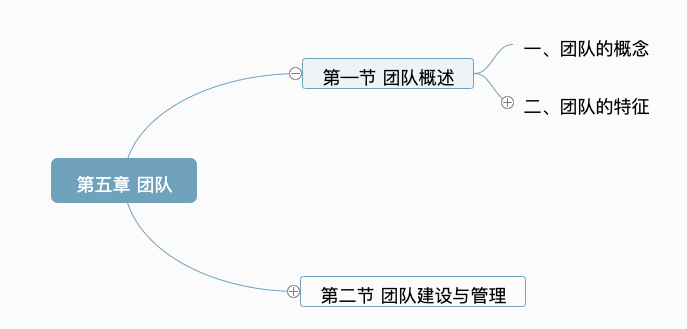 第五章 团队
第一节 团队概述
一、团队的概念
二、团队的特征
第二节 团队建设与管理